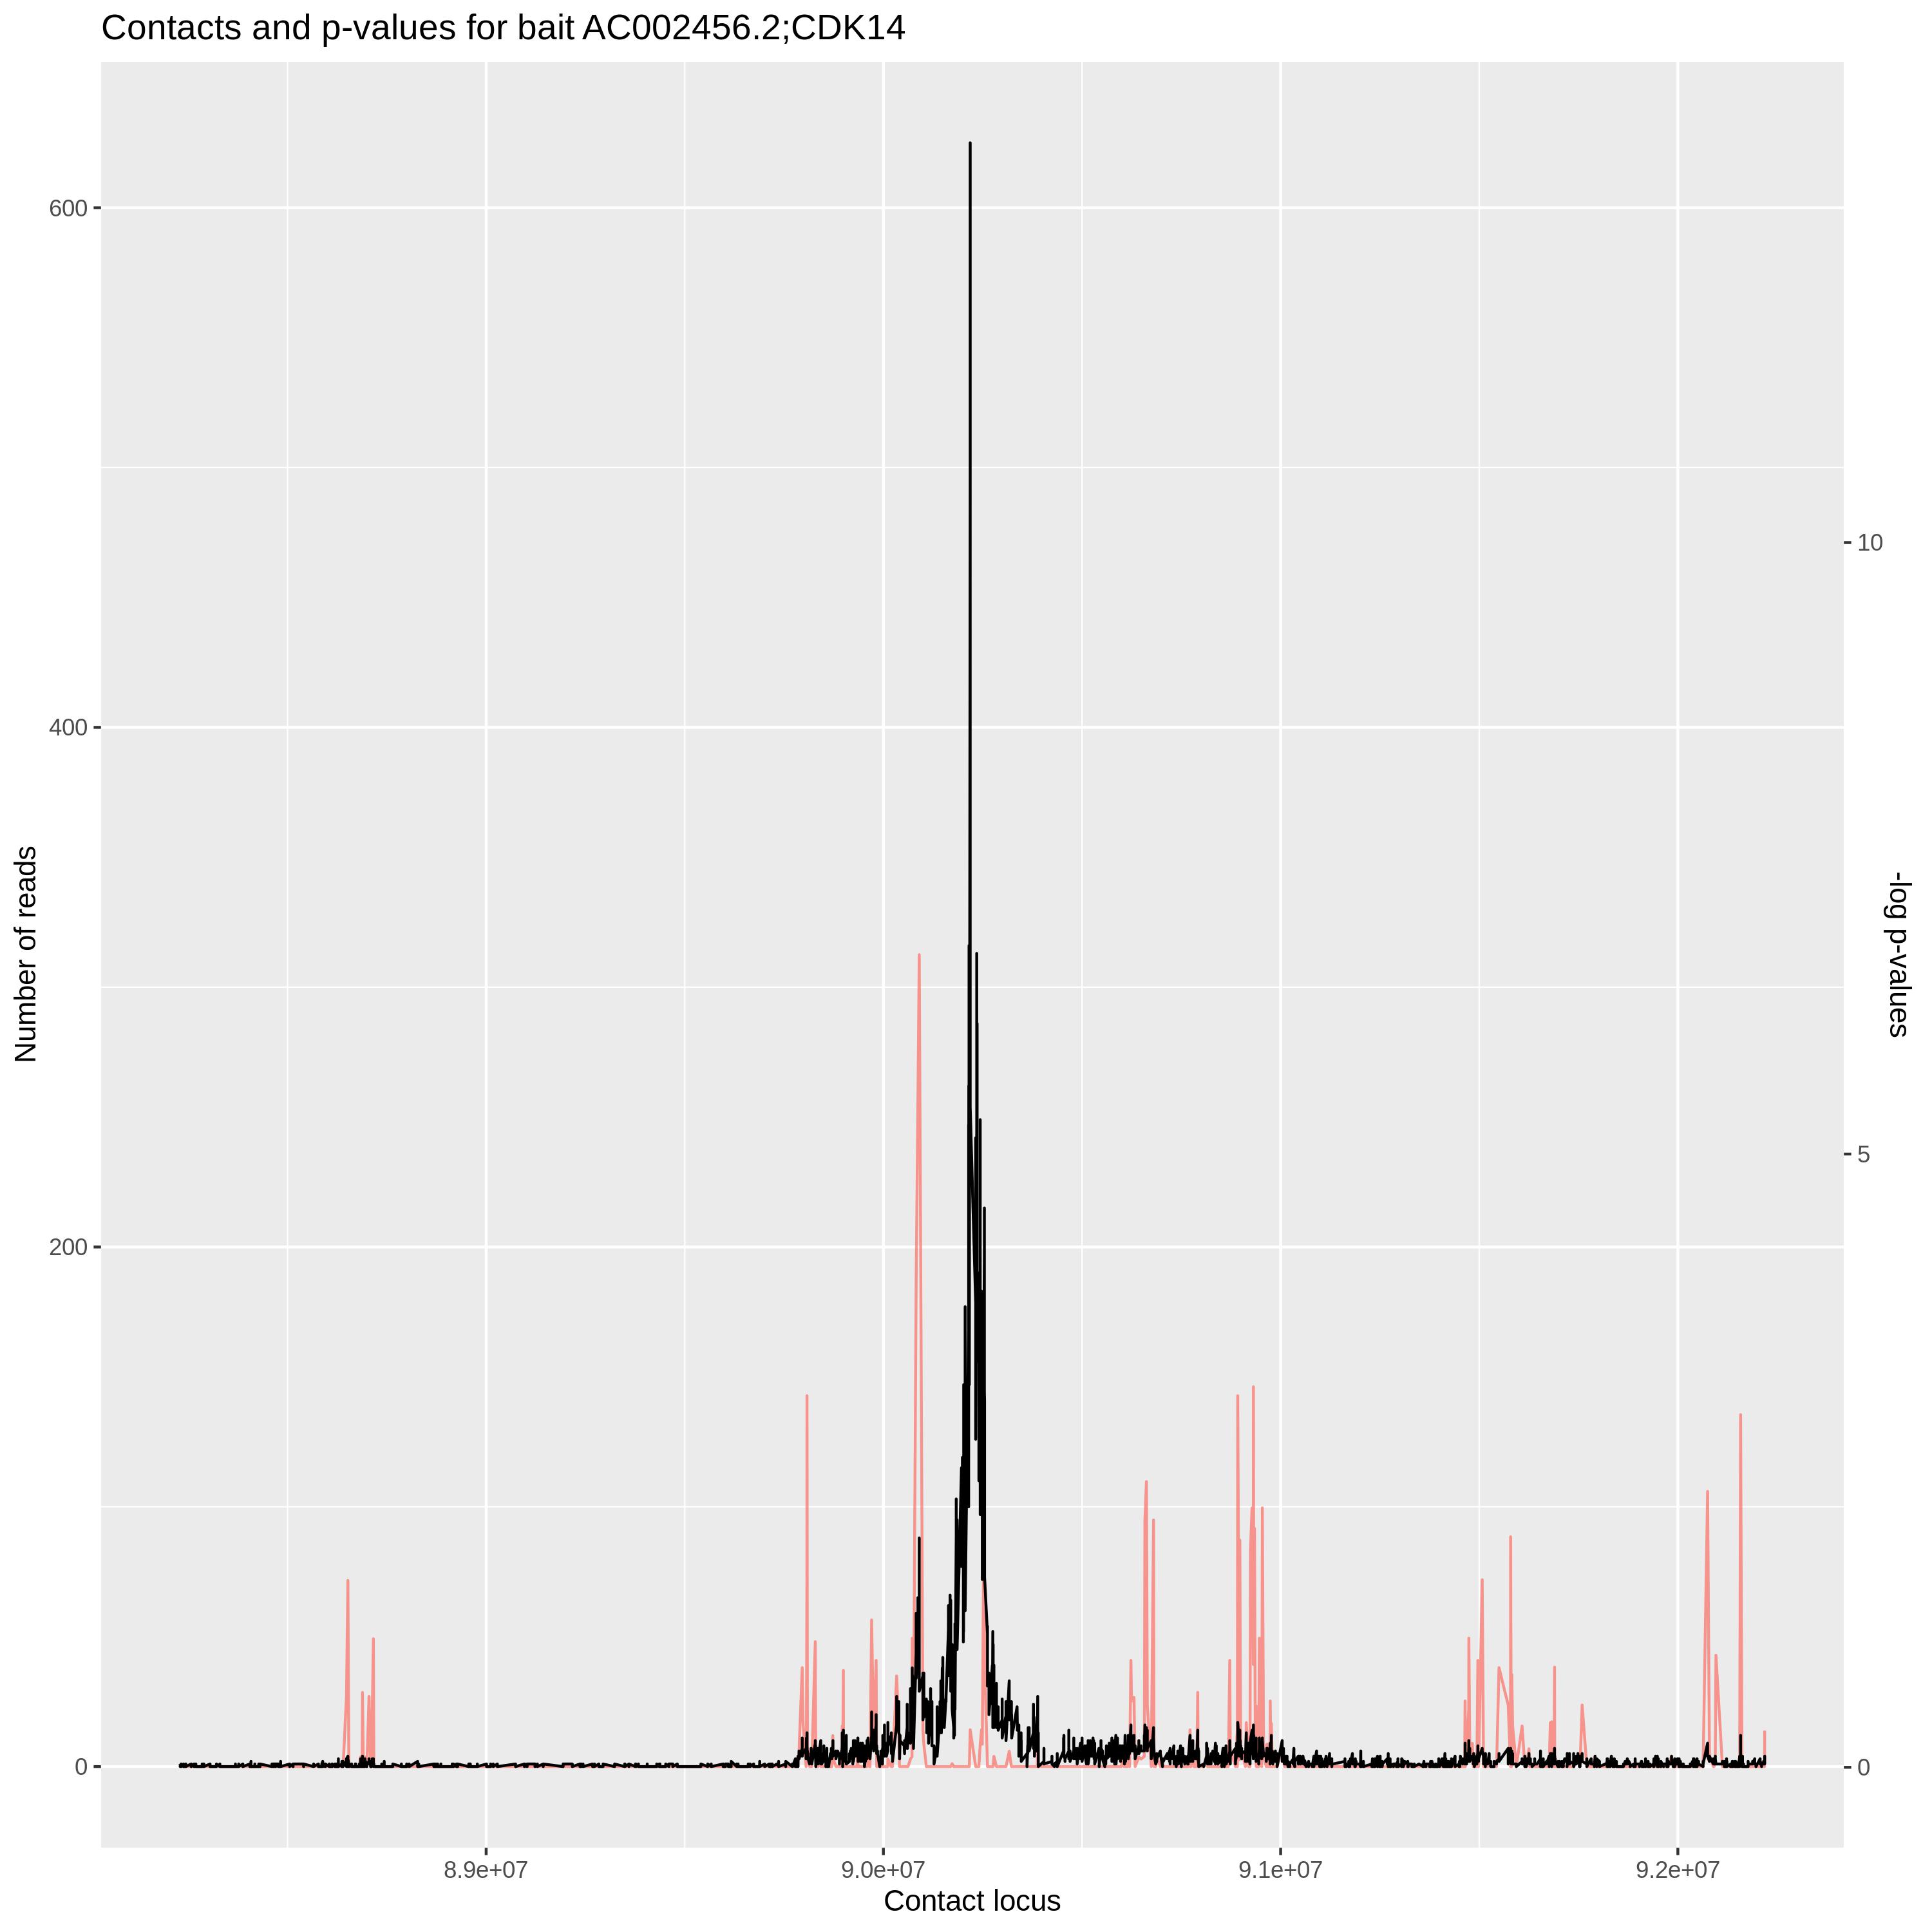 Contacts and p-values for bait AC002456.2;CDK14
600
400
200
0
Number of reads
10
5
0
-log p-values
8.9e+07
9.0e+07
9.1e+07
9.2e+07
Contact locus